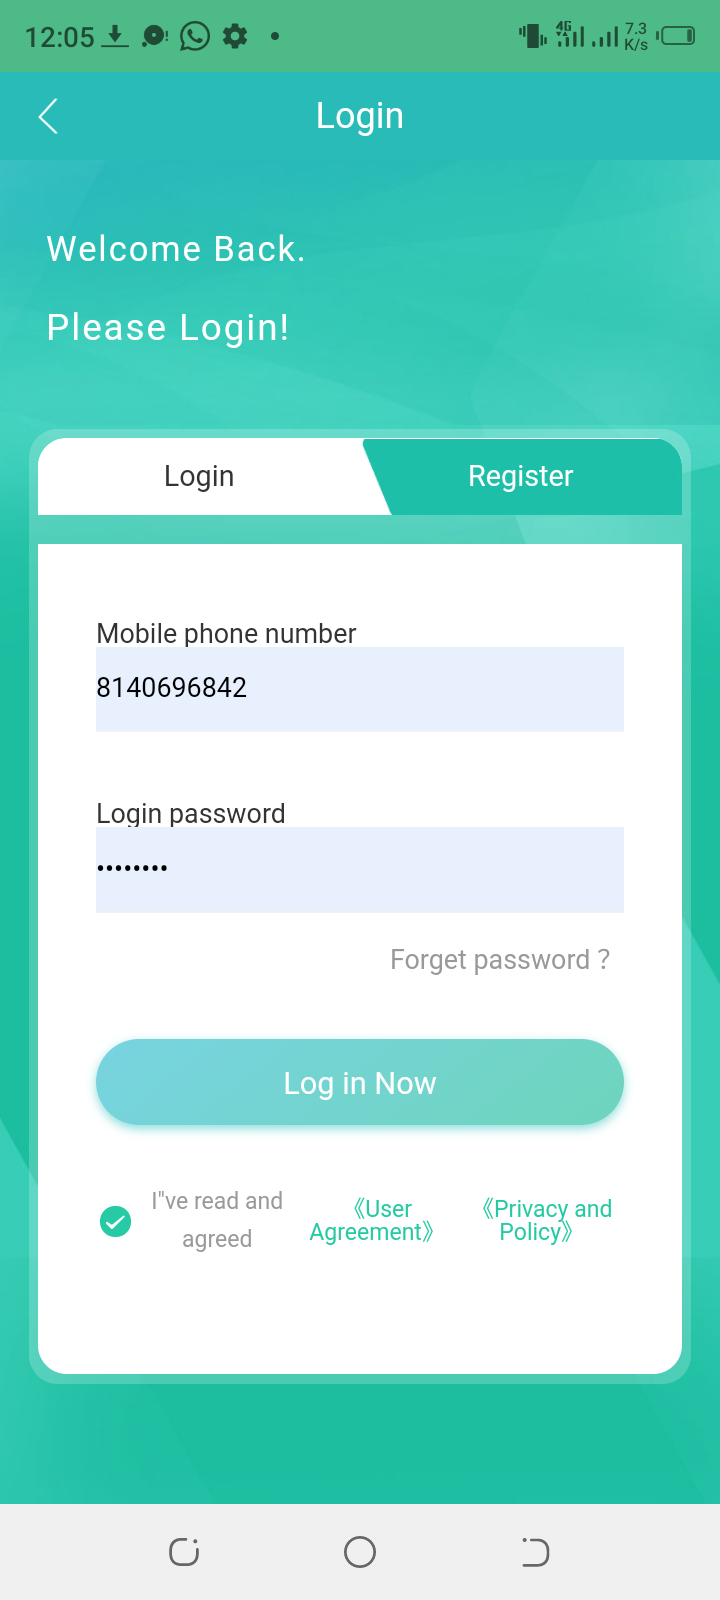 12:05
4G
7.3
K/s
Login
Welcome Back.
Please Login!
Login
Register
Mobile phone number
8140696842
Login password
••••••••
Forget password ?
Log in Now
I"ve read and
agreed
《User
Agreement》
《Privacy and
Policy》